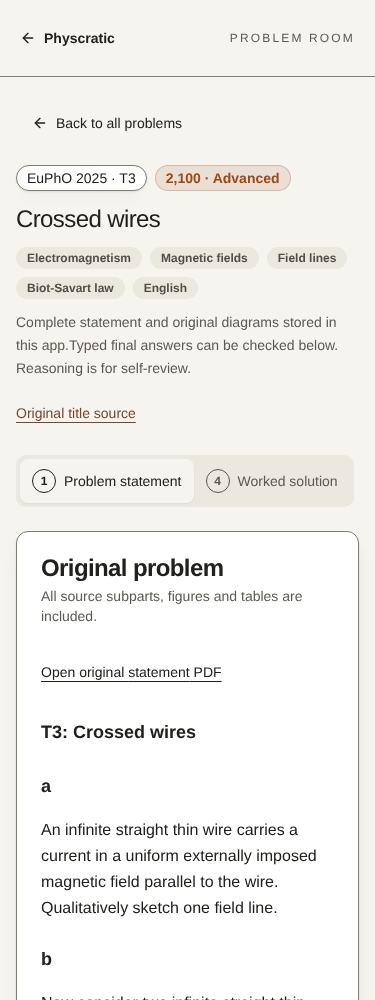 Physcratic
PROBLEM ROOM
Back to all problems
EuPhO 2025 · T3
2,100 · Advanced
Crossed wires
Electromagnetism
Magnetic fields
Field lines
Biot-Savart law
English
Complete statement and original diagrams stored in
this app.Typed final answers can be checked below.
Reasoning is for self-review.
Original title source
1 Problem statement
4 Worked solution
Original problem
All source subparts, figures and tables are
included.
Open original statement PDF
T3: Crossed wires
a
An infinite straight thin wire carries a
current in a uniform externally imposed
magnetic field parallel to the wire.
Qualitatively sketch one field line.
b